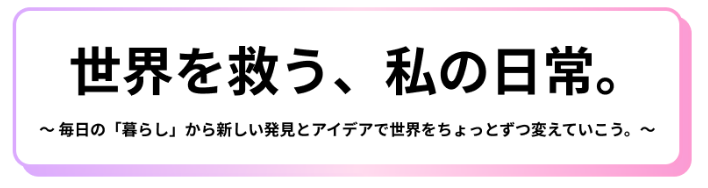 世界を救う、私の日常。
～ 毎日の「暮らし」から新しい発見とアイデアで世界をちょっとずつ変えていこう。～